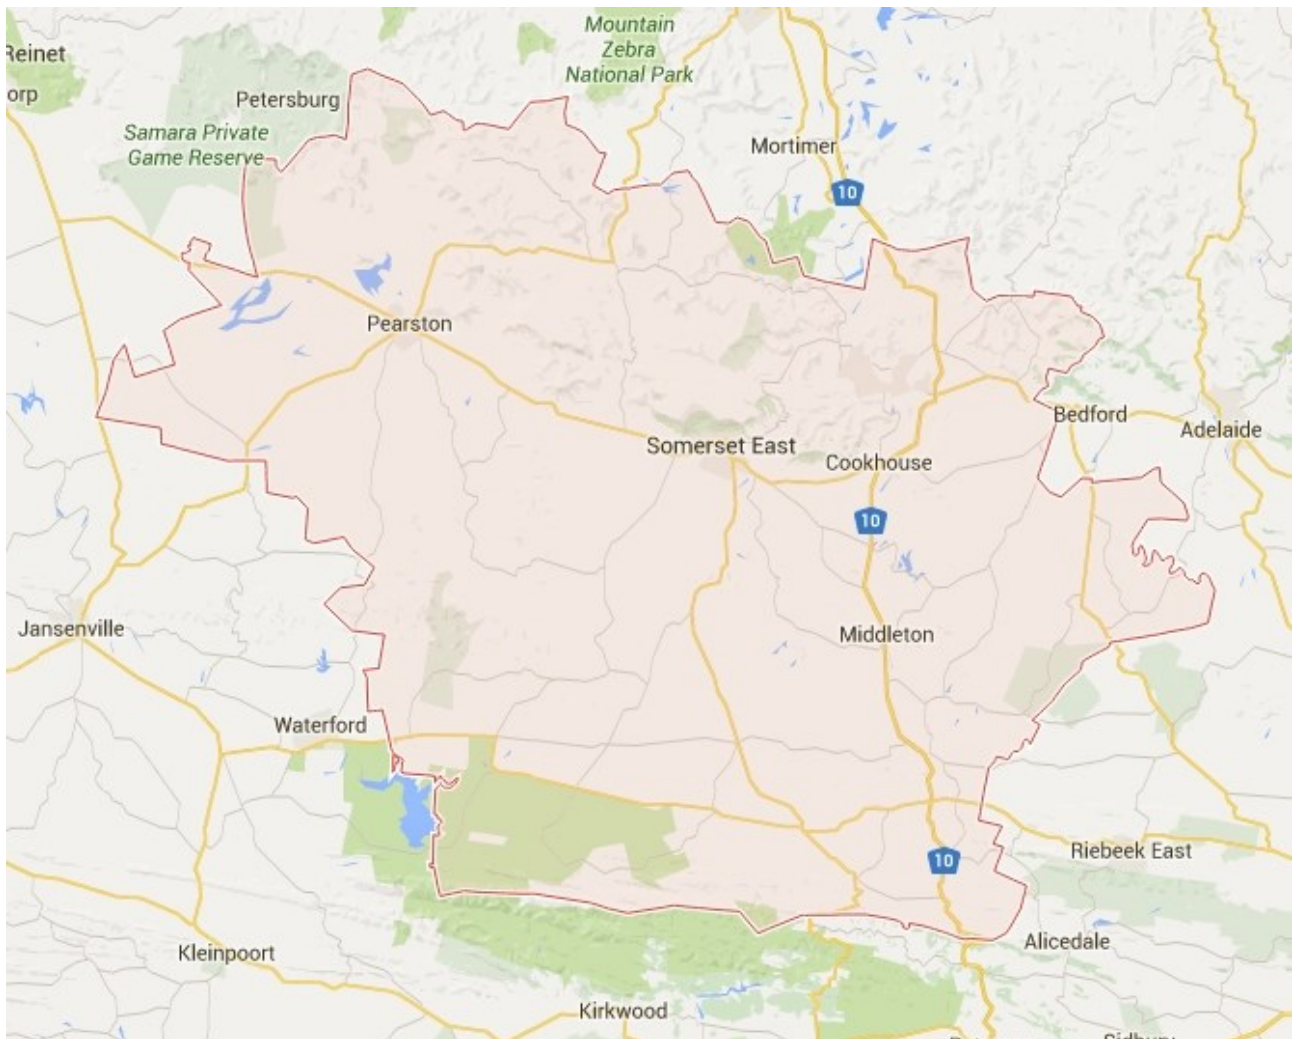 Mountain
Zebra
National Park
Reinet
orp
Petersburg
Samara Private
Game Reserve
Mortimer
10
Pearston
Bedford
Adelaide
Somerset East
Cookhouse
10
Jansenville
Middleton
Waterford
Riebeek East
10
Alicedale
Kleinpoort
Kirkwood